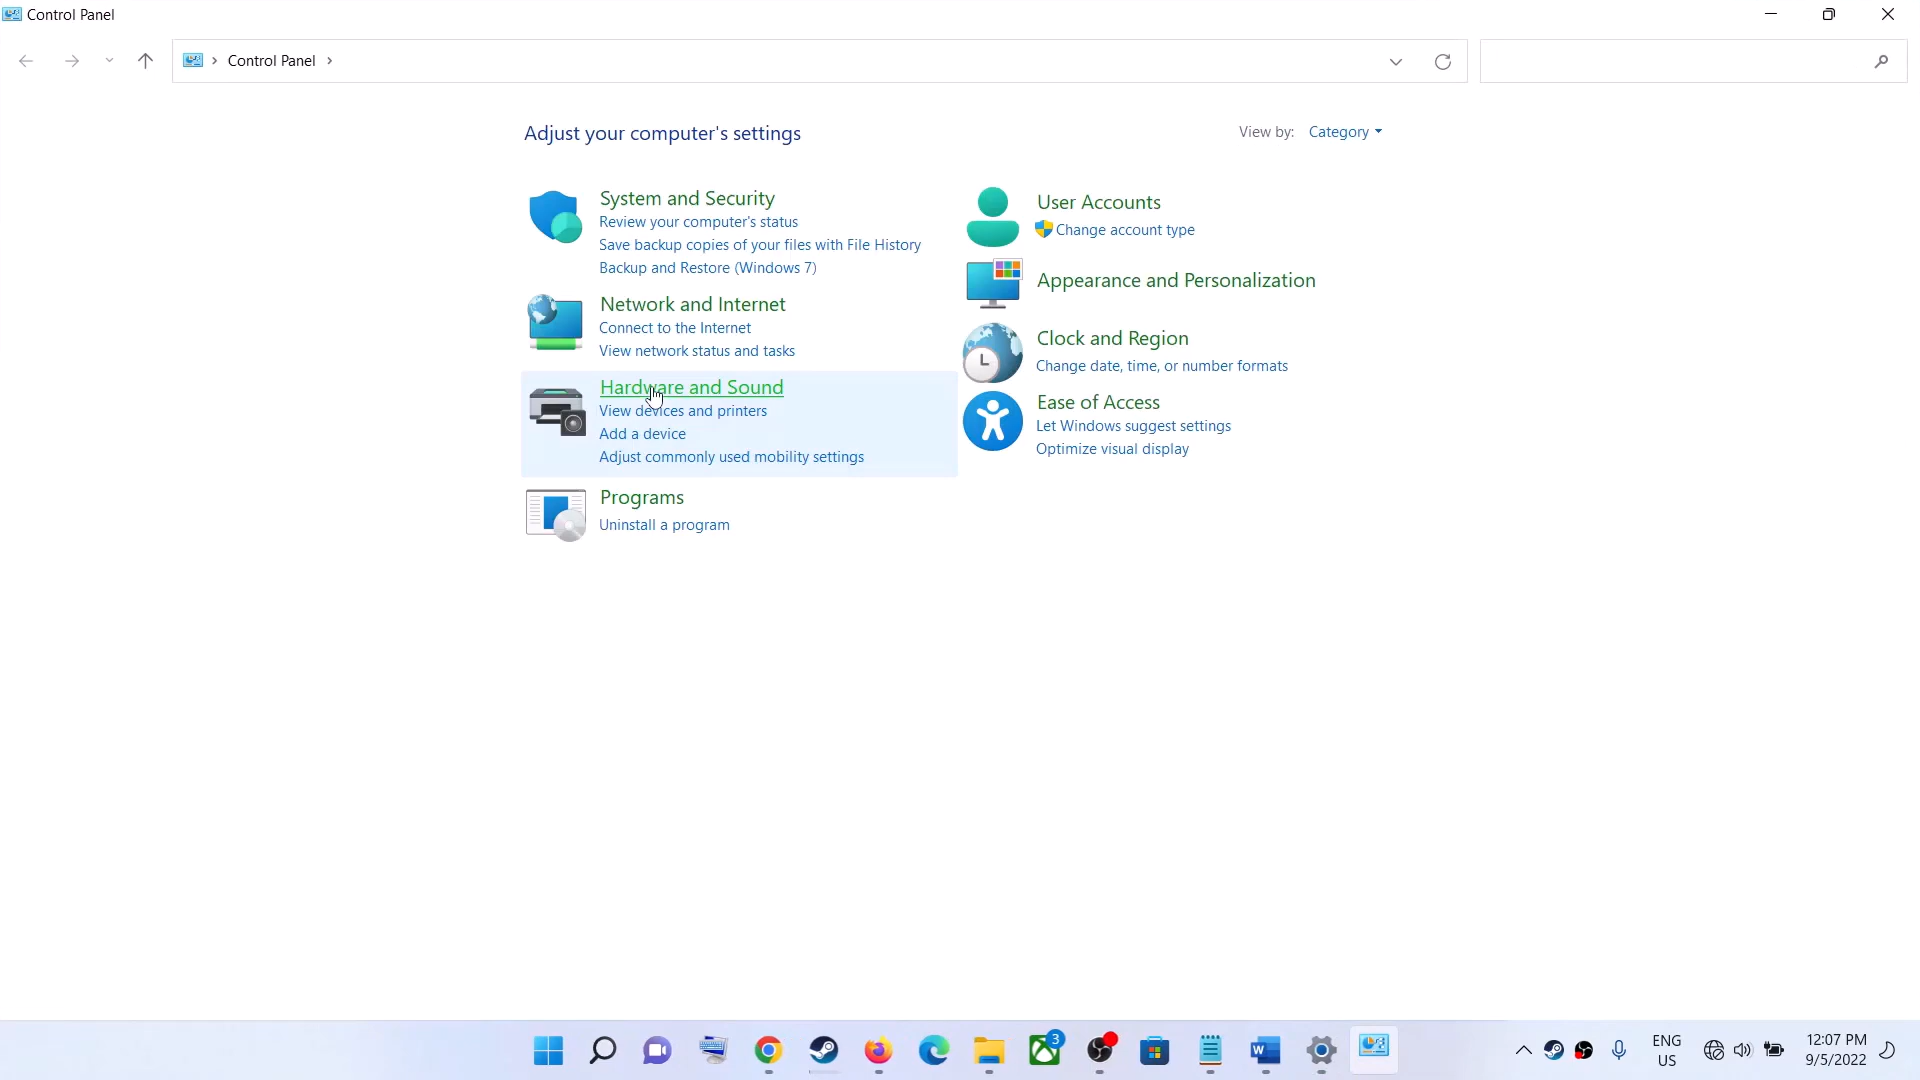 Control Panel
Control Panel
Adjust your computer's settings
View by: Category
System and Security
Review your computer's status
Save backup copies of your files with File History
Backup and Restore (Windows 7)
Network and Internet
Connect to the Internet
View network status and tasks
Hardware and Sound
View devices and printers
Add a device
Adjust commonly used mobility settings
Programs
Uninstall a program
User Accounts
Change account type
Appearance and Personalization
Clock and Region
Change date, time, or number formats
Ease of Access
Let Windows suggest settings
Optimize visual display
3
W
ENG
US
12:07 PM
9/5/2022